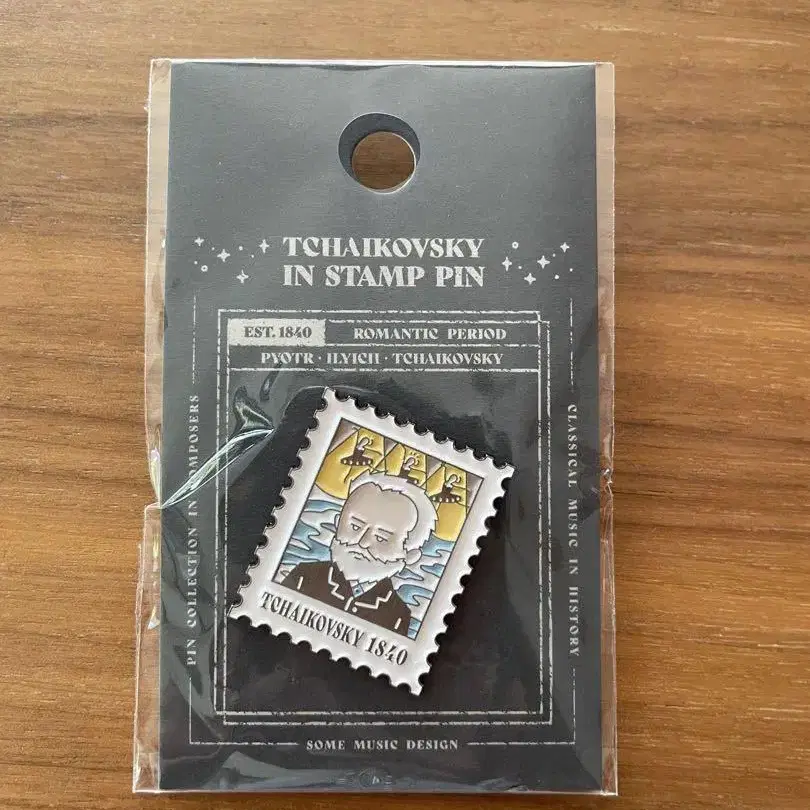 TCHAIKOVSKY
IN STAMP PIN
EST. 1840
ROMANTIC PERIOD
PYOTR · ILYICH · TCHAIKOVSKY
PIN COLLECTION IN
CLASSICAL MUSIC IN HISTORY
TCHAIKOVSKY 1840
SOME MUSIC DESIGN